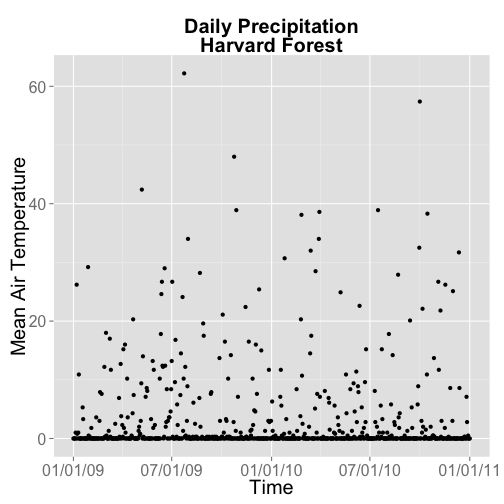 Daily Precipitation
Harvard Forest
Mean Air Temperature
60
40
20
0
01/01/09 07/01/09 01/01/10 07/01/10 01/01/11
Time